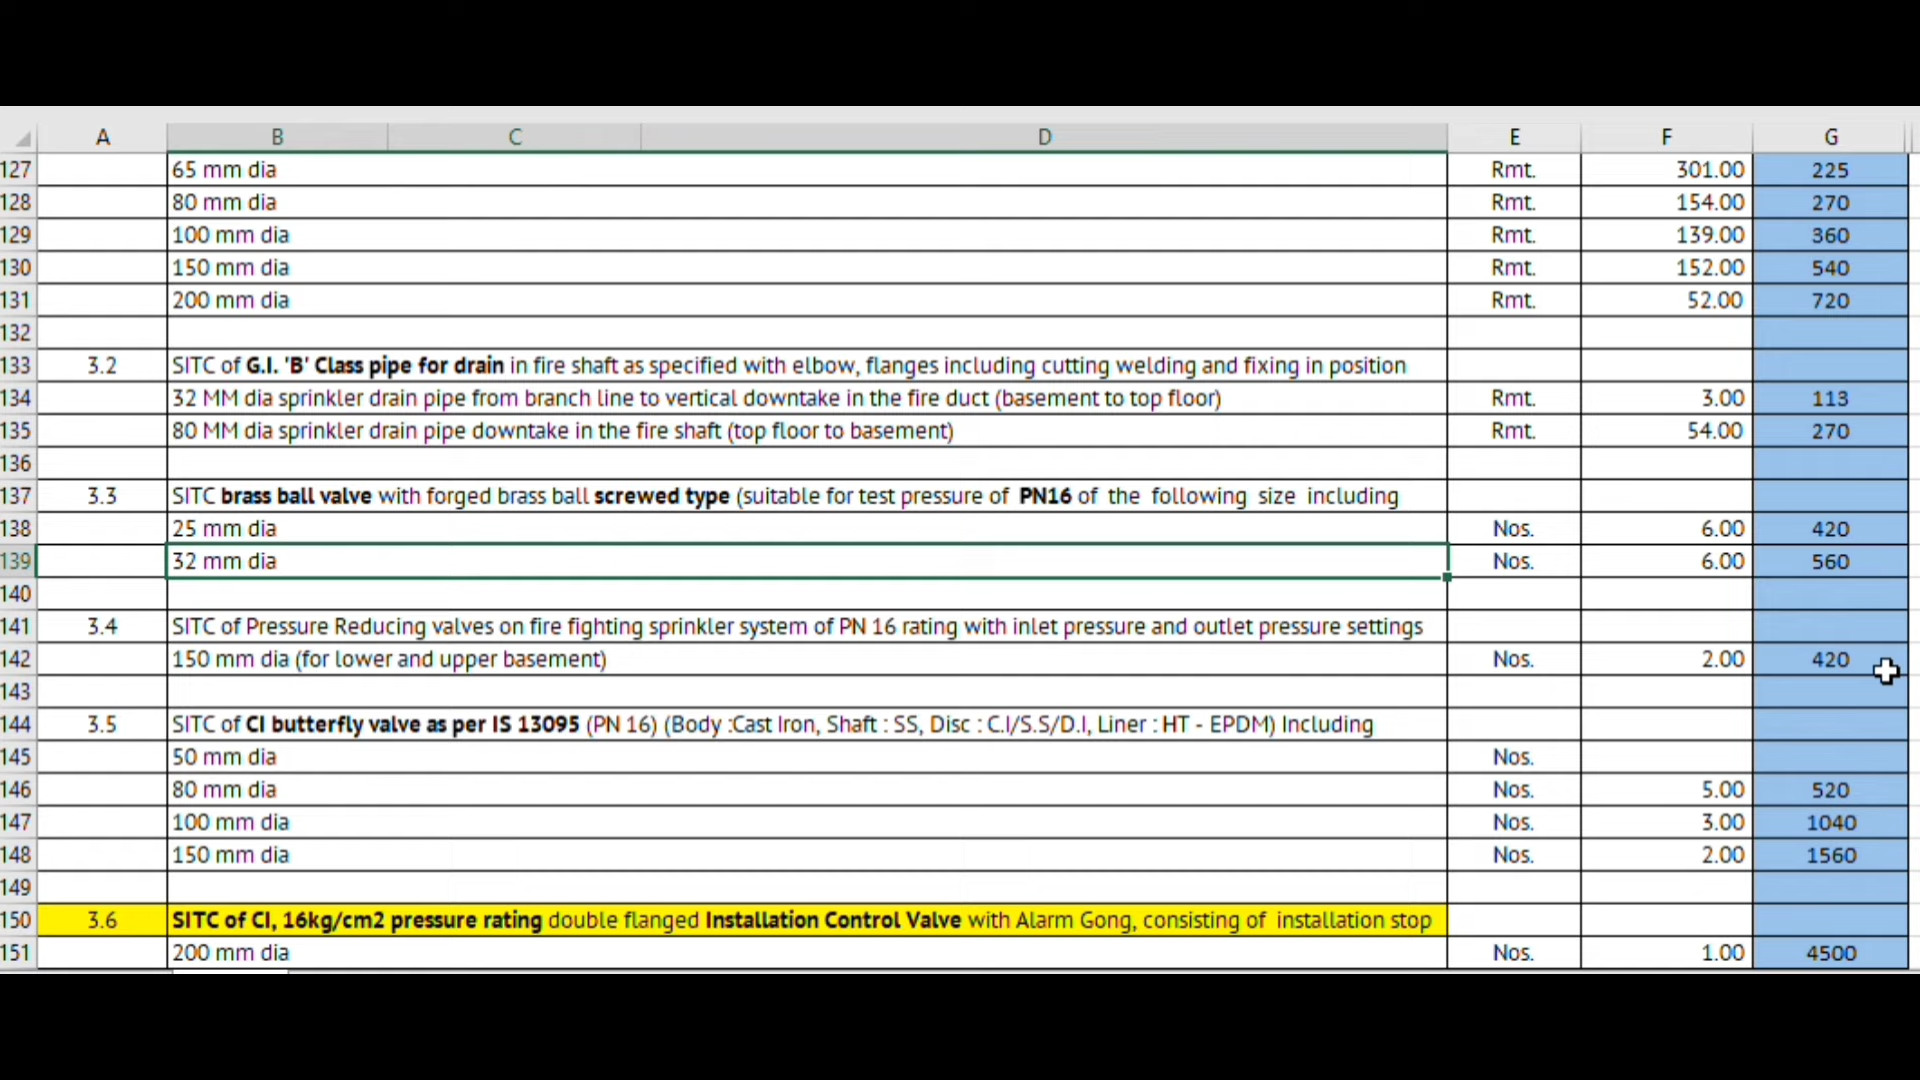 A B C D E F G
127 65 mm dia Rmt. 301.00 225
128 80 mm dia Rmt. 154.00 270
129 100 mm dia Rmt. 139.00 360
130 150 mm dia Rmt. 152.00 540
131 200 mm dia Rmt. 52.00 720
132
133 3.2 SITC of G.I. 'B' Class pipe for drain in fire shaft as specified with elbow, flanges including cutting welding and fixing in position
134 32 MM dia sprinkler drain pipe from branch line to vertical downtake in the fire duct (basement to top floor) Rmt. 3.00 113
135 80 MM dia sprinkler drain pipe downtake in the fire shaft (top floor to basement) Rmt. 54.00 270
136
137 3.3 SITC brass ball valve with forged brass ball screwed type (suitable for test pressure of PN16 of the following size including
138 25 mm dia Nos. 6.00 420
139 32 mm dia Nos. 6.00 560
140
141 3.4 SITC of Pressure Reducing valves on fire fighting sprinkler system of PN 16 rating with inlet pressure and outlet pressure settings
142 150 mm dia (for lower and upper basement) Nos. 2.00 420
143
144 3.5 SITC of CI butterfly valve as per IS 13095 (PN 16) (Body :Cast Iron, Shaft : SS, Disc : C.I/S.S/D.I, Liner : HT - EPDM) Including
145 50 mm dia Nos.
146 80 mm dia Nos. 5.00 520
147 100 mm dia Nos. 3.00 1040
148 150 mm dia Nos. 2.00 1560
149
150 3.6 SITC of CI, 16kg/cm2 pressure rating double flanged Installation Control Valve with Alarm Gong, consisting of installation stop
151 200 mm dia Nos. 1.00 4500